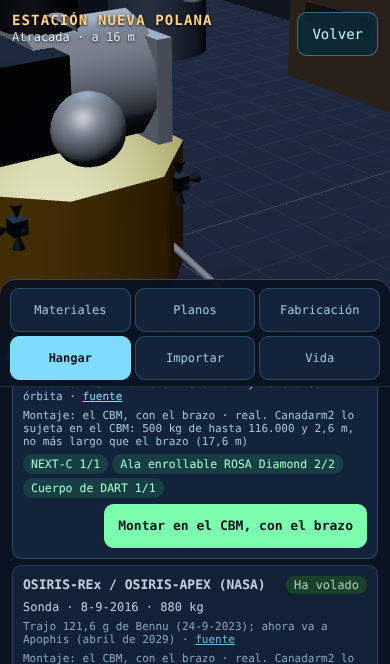 ESTACIÓN NUEVA POLANA
Atracada · a 16 m
Volver
Materiales
Planos
Fabricación
Hangar
Importar
Vida
órbita · fuente
Montaje: el CBM, con el brazo · real. Canadarm2 lo
sujeta en el CBM: 500 kg de hasta 116.000 y 2,6 m,
no más largo que el brazo (17,6 m)
NEXT-C 1/1
Ala enrollable ROSA Diamond 2/2
Cuerpo de DART 1/1
Montar en el CBM, con el brazo
OSIRIS-REx / OSIRIS-APEX (NASA)
Ha volado
Sonda · 8-9-2016 · 880 kg
Trajo 121,6 g de Bennu (24-9-2023); ahora va a
Apophis (abril de 2029) · fuente
Montaje: el CBM, con el brazo · real. Canadarm2 lo